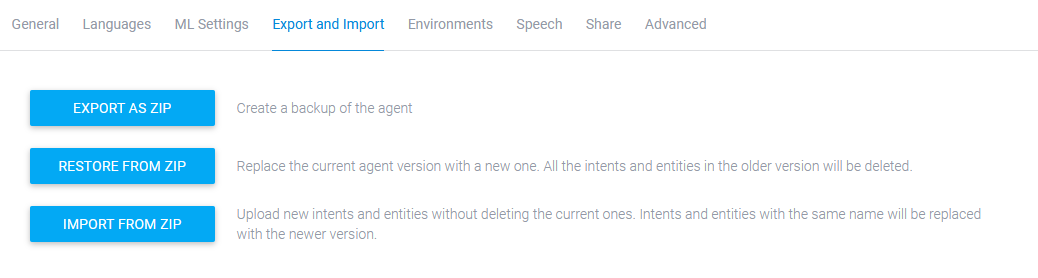 General Languages ML Settings Export and Import Environments Speech Share Advanced
EXPORT AS ZIP Create a backup of the agent
RESTORE FROM ZIP Replace the current agent version with a new one. All the intents and entities in the older version will be deleted.
IMPORT FROM ZIP Upload new intents and entities without deleting the current ones. Intents and entities with the same name will be replaced
with the newer version.